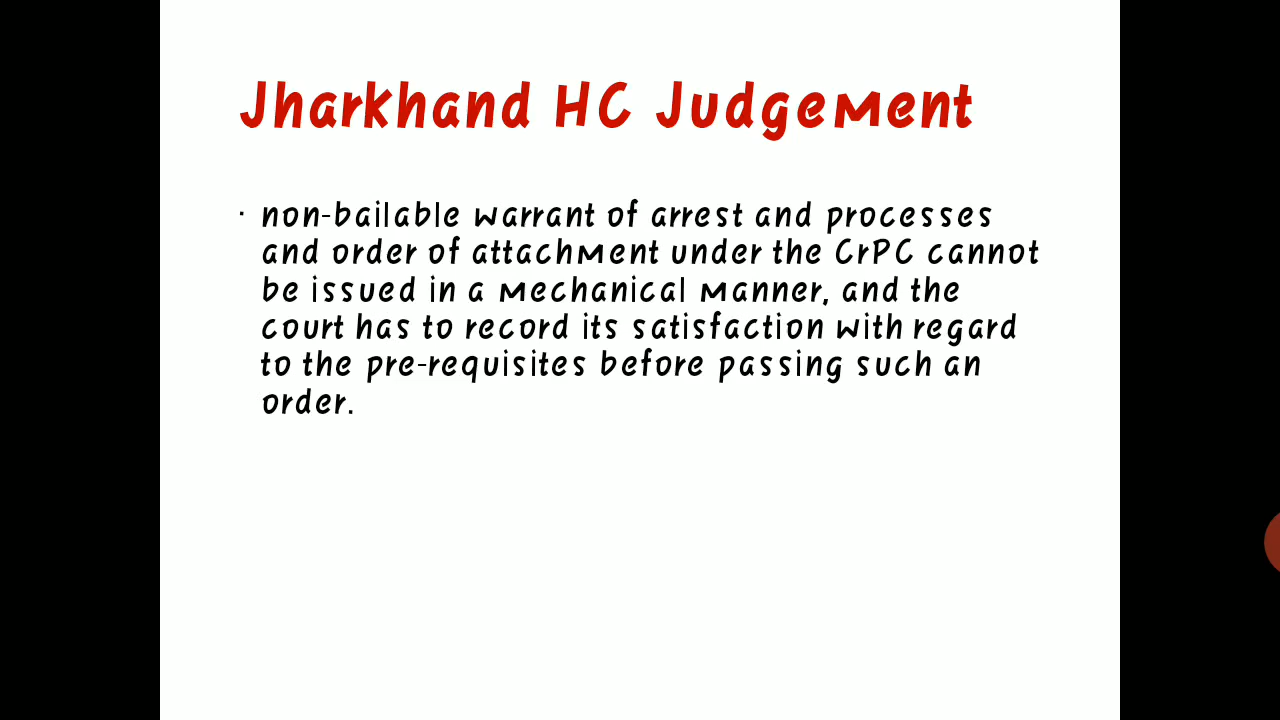 Jharkhand HC Judgement
· non-bailable warrant of arrest and processes
and order of attachment under the CrPC cannot
be issued in a mechanical manner, and the
court has to record its satisfaction with regard
to the pre-requisites before passing such an
order.